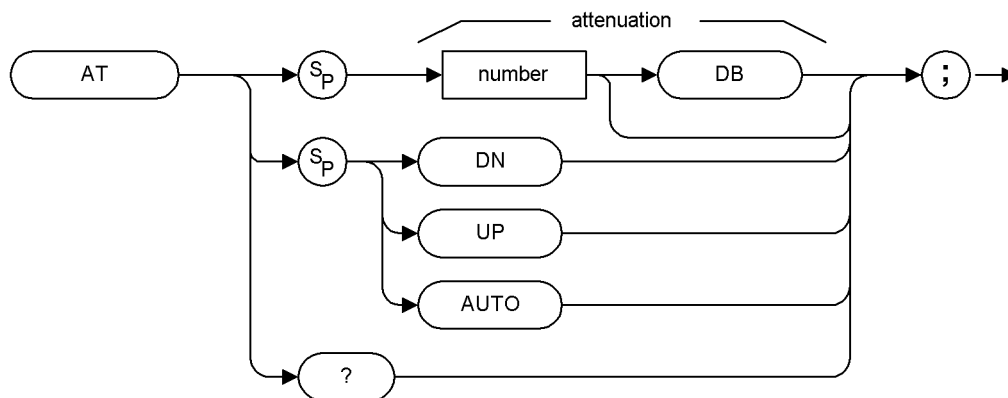 attenuation
AT SP number DB ;
SP DN
UP
AUTO
?